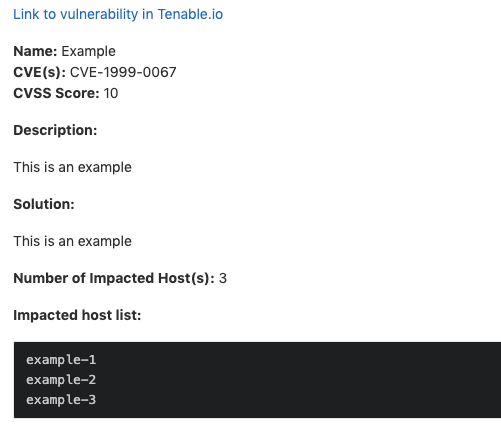 Link to vulnerability in Tenable.io
Name: Example
CVE(s): CVE-1999-0067
CVSS Score: 10
Description:
This is an example
Solution:
This is an example
Number of Impacted Host(s): 3
Impacted host list:
example-1
example-2
example-3